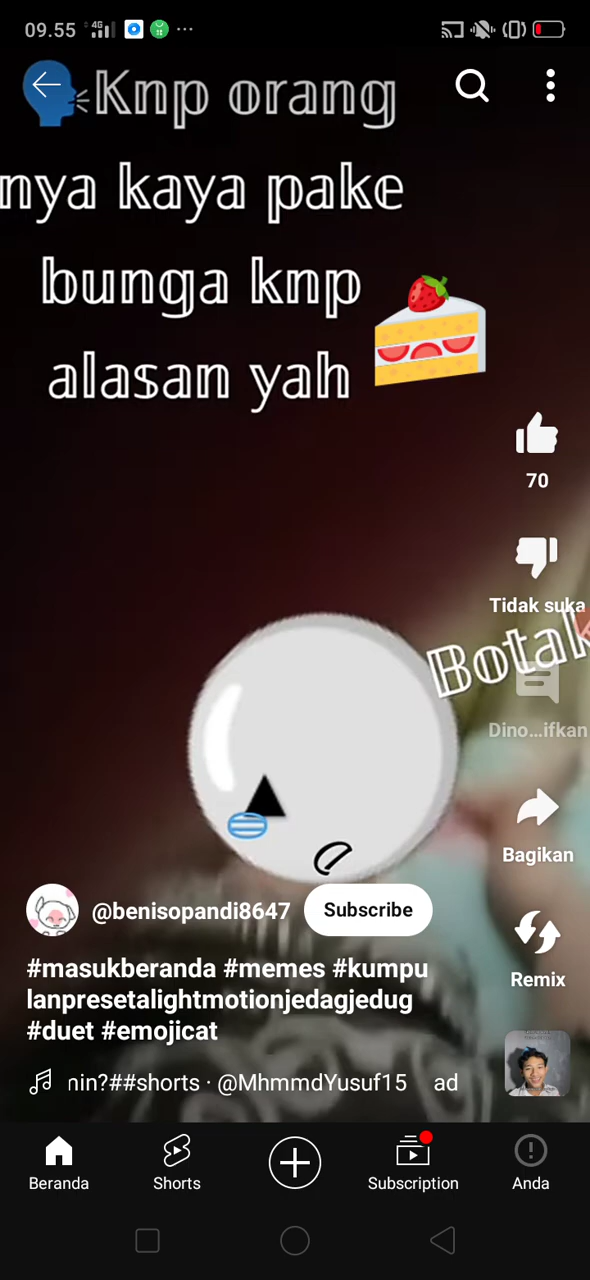 09.55 4G
Knp orang
nya kaya pake
bunga knp
alasan yah
70
Tidak suka
Botak
Dino...ifkan
Bagikan
@benisopandi8647 Subscribe
#masukberanda #memes #kumpu
lanpresetalightmotionjedagjedug
#duet #emojicat
Remix
nin?##shorts · @MhmmdYusuf15 ad
Beranda Shorts Subscription Anda